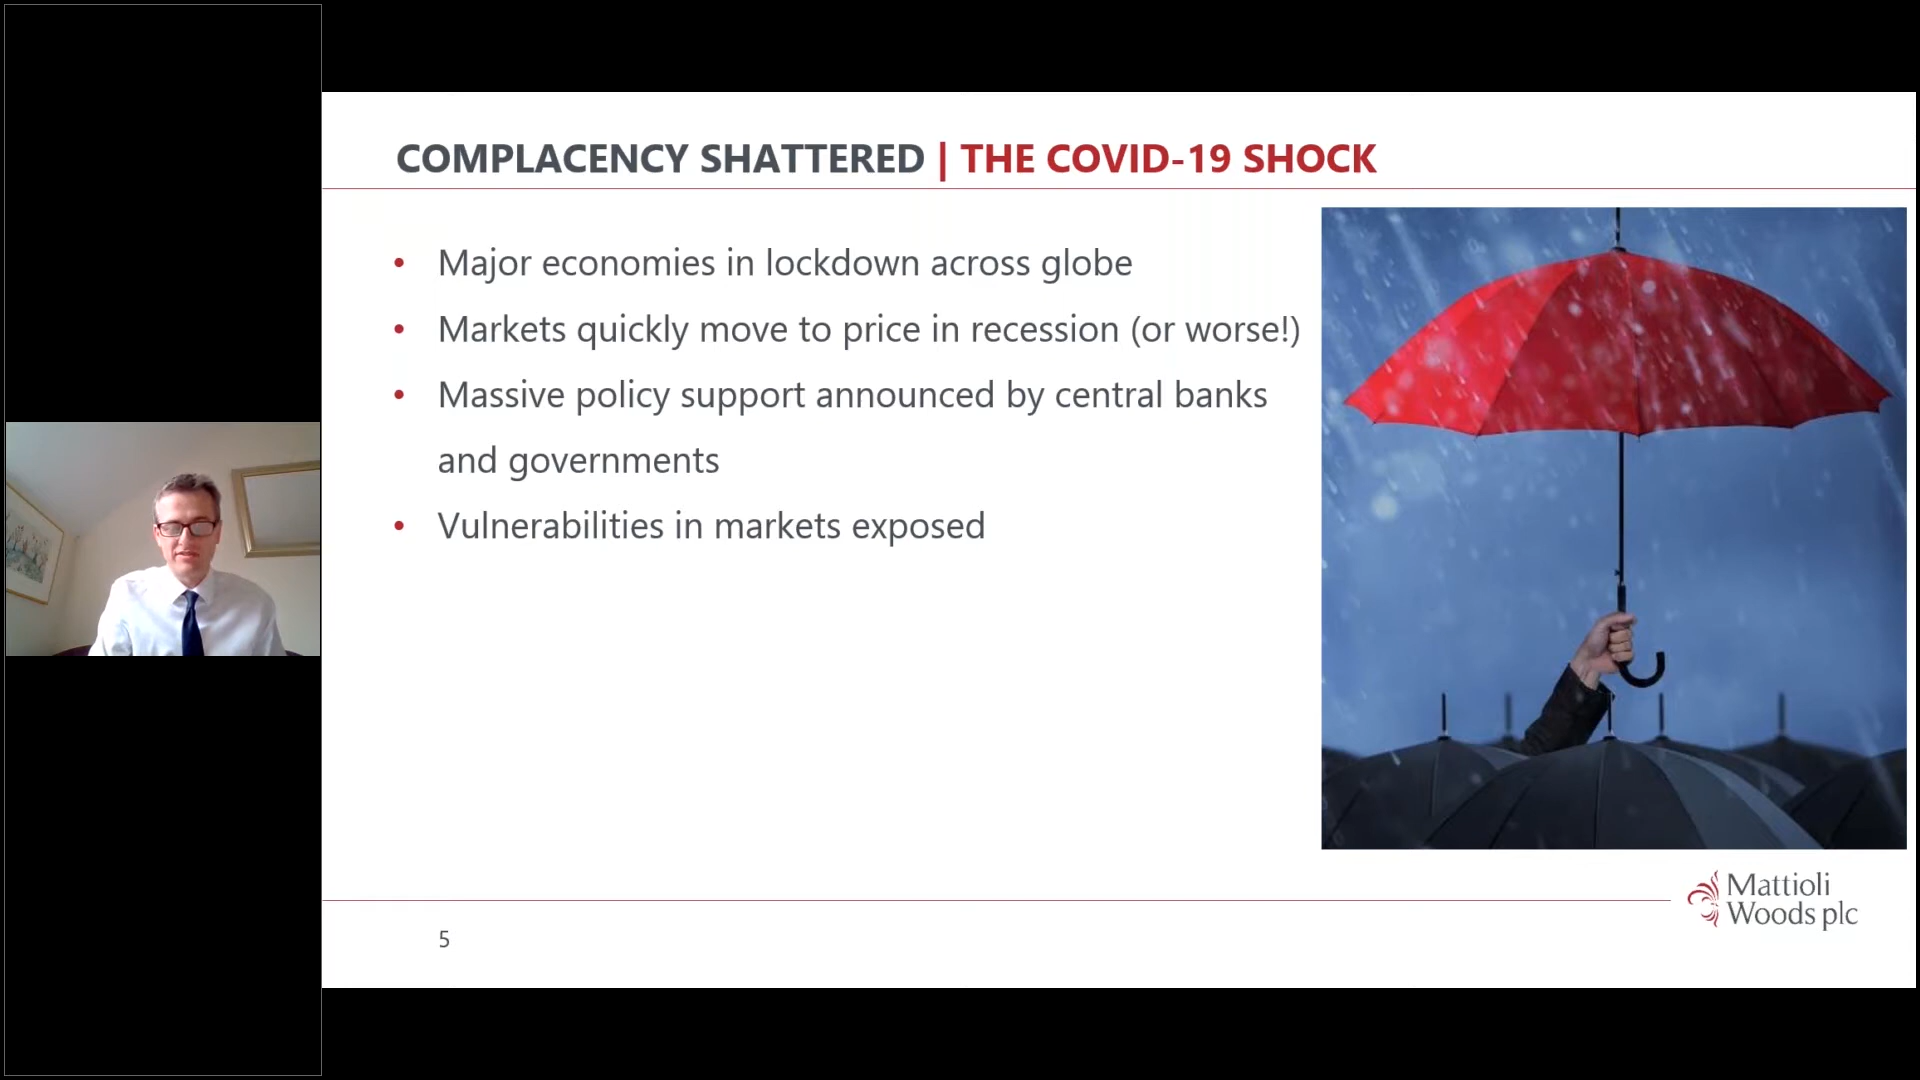 COMPLACENCY SHATTERED | THE COVID-19 SHOCK
• Major economies in lockdown across globe
• Markets quickly move to price in recession (or worse!)
• Massive policy support announced by central banks
and governments
• Vulnerabilities in markets exposed
Mattioli
Woods plc
5